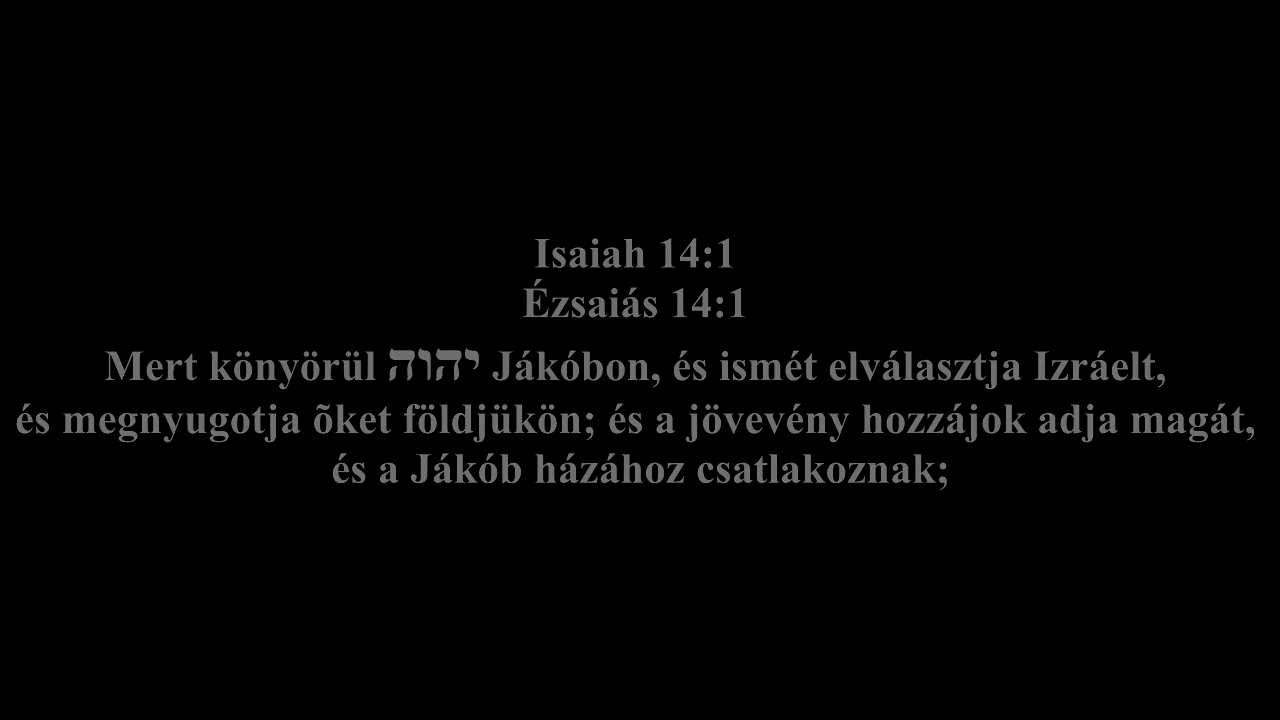 Isaiah 14:1
Ézsaiás 14:1
Mert könyörül יהוה Jákóbon, és ismét elválasztja Izráelt,
és megnyugotja õket földjükön; és a jövevény hozzájok adja magát,
és a Jákób házához csatlakoznak;